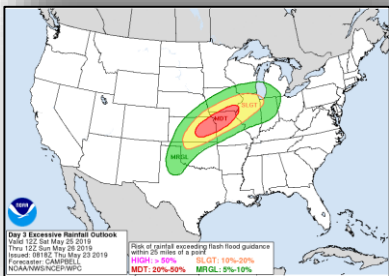 SLGT
MDT
MRGL
NOAA
Day 3 Excessive Rainfall Outlook
Valid 12Z Sat May 25 2019
Thru 12Z Sun May 26 2019
Issued: 0818Z Thu May 23 2019
Forecaster: CAMPBELL
NOAA/NWS/NCEP/WPC
Risk of rainfall exceeding flash flood guidance
within 25 miles of a point
HIGH: > 50% SLGT: 10%-20%
MDT: 20%-50% MRGL: 5%-10%